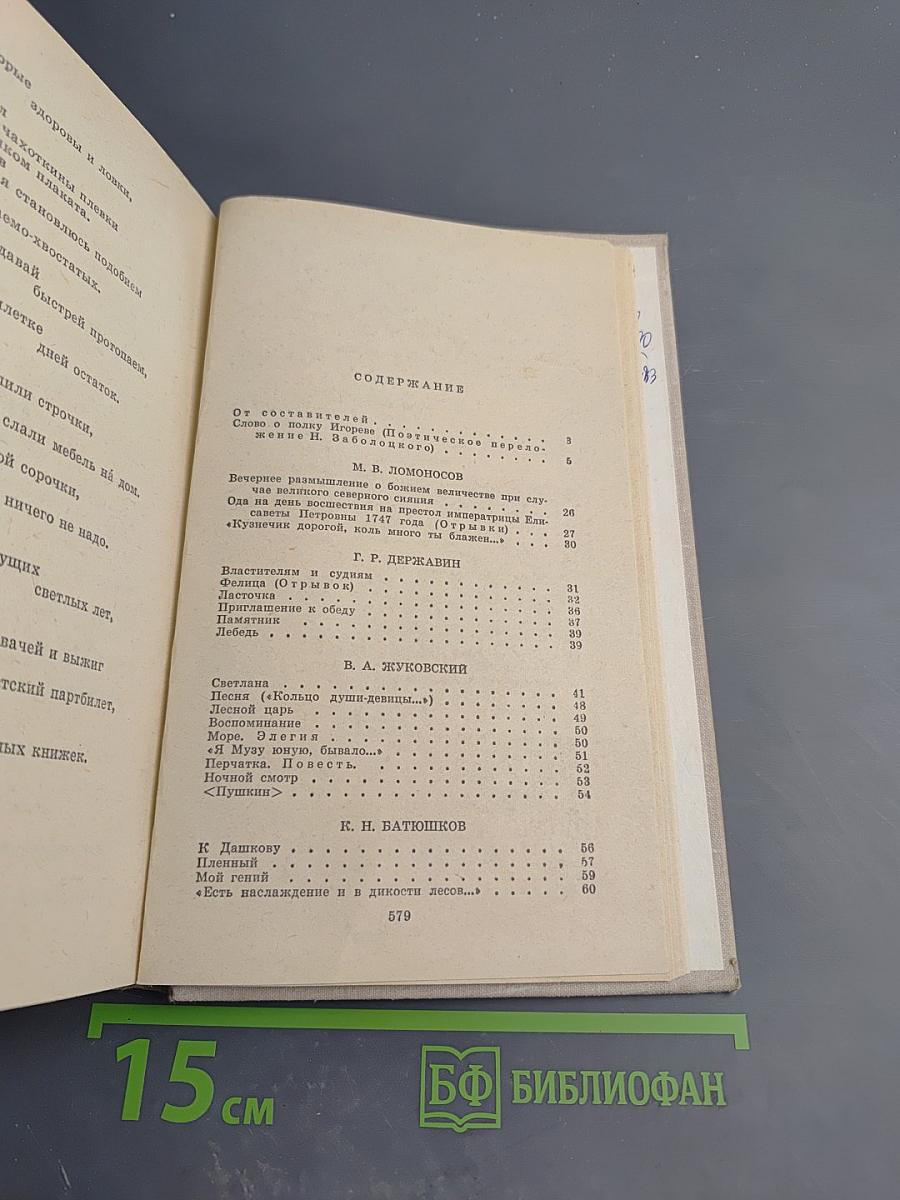 здоровы и ловки,
чахоткины плевки
плаката.
я становлюсь подобием
хвостатых.
давай
быстрей протопаем,
дней остаток.
строчки,
слали мебель на́ дом.
сорочки,
ничего не надо.
светлых лет,
и выжиг
партбилет,
книжек.
СОДЕРЖАНИЕ
От составителей . . . . . . . . . . . 3
Слово о полку Игореве (Поэтическое перело-
жение Н. Заболоцкого) . . . . . . . . 5
М. В. ЛОМОНОСОВ
Вечернее размышление о божием величестве при слу-
чае великого северного сияния . . . . . . . 26
Ода на день восшествия на престол императрицы Ели-
саветы Петровны 1747 года (Отрывки) . . . 27
«Кузнечик дорогой, коль много ты блажен...» . . . 30
Г. Р. ДЕРЖАВИН
Властителям и судиям . . . . . . . . . . . 31
Фелица (Отрывок) . . . . . . . . . . . 32
Ласточка . . . . . . . . . . . . . . . 36
Приглашение к обеду . . . . . . . . . . . 37
Памятник . . . . . . . . . . . . . . 39
Лебедь . . . . . . . . . . . . . . . . 39
В. А. ЖУКОВСКИЙ
Светлана . . . . . . . . . . . . . . . 41
Песня («Кольцо души-девицы...») . . . . . . . 48
Лесной царь . . . . . . . . . . . . . 49
Воспоминание . . . . . . . . . . . . . 50
Море. Элегия . . . . . . . . . . . . . 50
«Я Музу юную, бывало...» . . . . . . . . . 51
Перчатка. Повесть. . . . . . . . . . . . 52
Ночной смотр . . . . . . . . . . . . . 53
<Пушкин> . . . . . . . . . . . . . . . 54
К. Н. БАТЮШКОВ
К Дашкову . . . . . . . . . . . . . . 56
Пленный . . . . . . . . . . . . . . . 57
Мой гений . . . . . . . . . . . . . . 59
«Есть наслаждение и в дикости лесов...» . . . . . 60
579
15 см
БФ БИБЛИОФАН